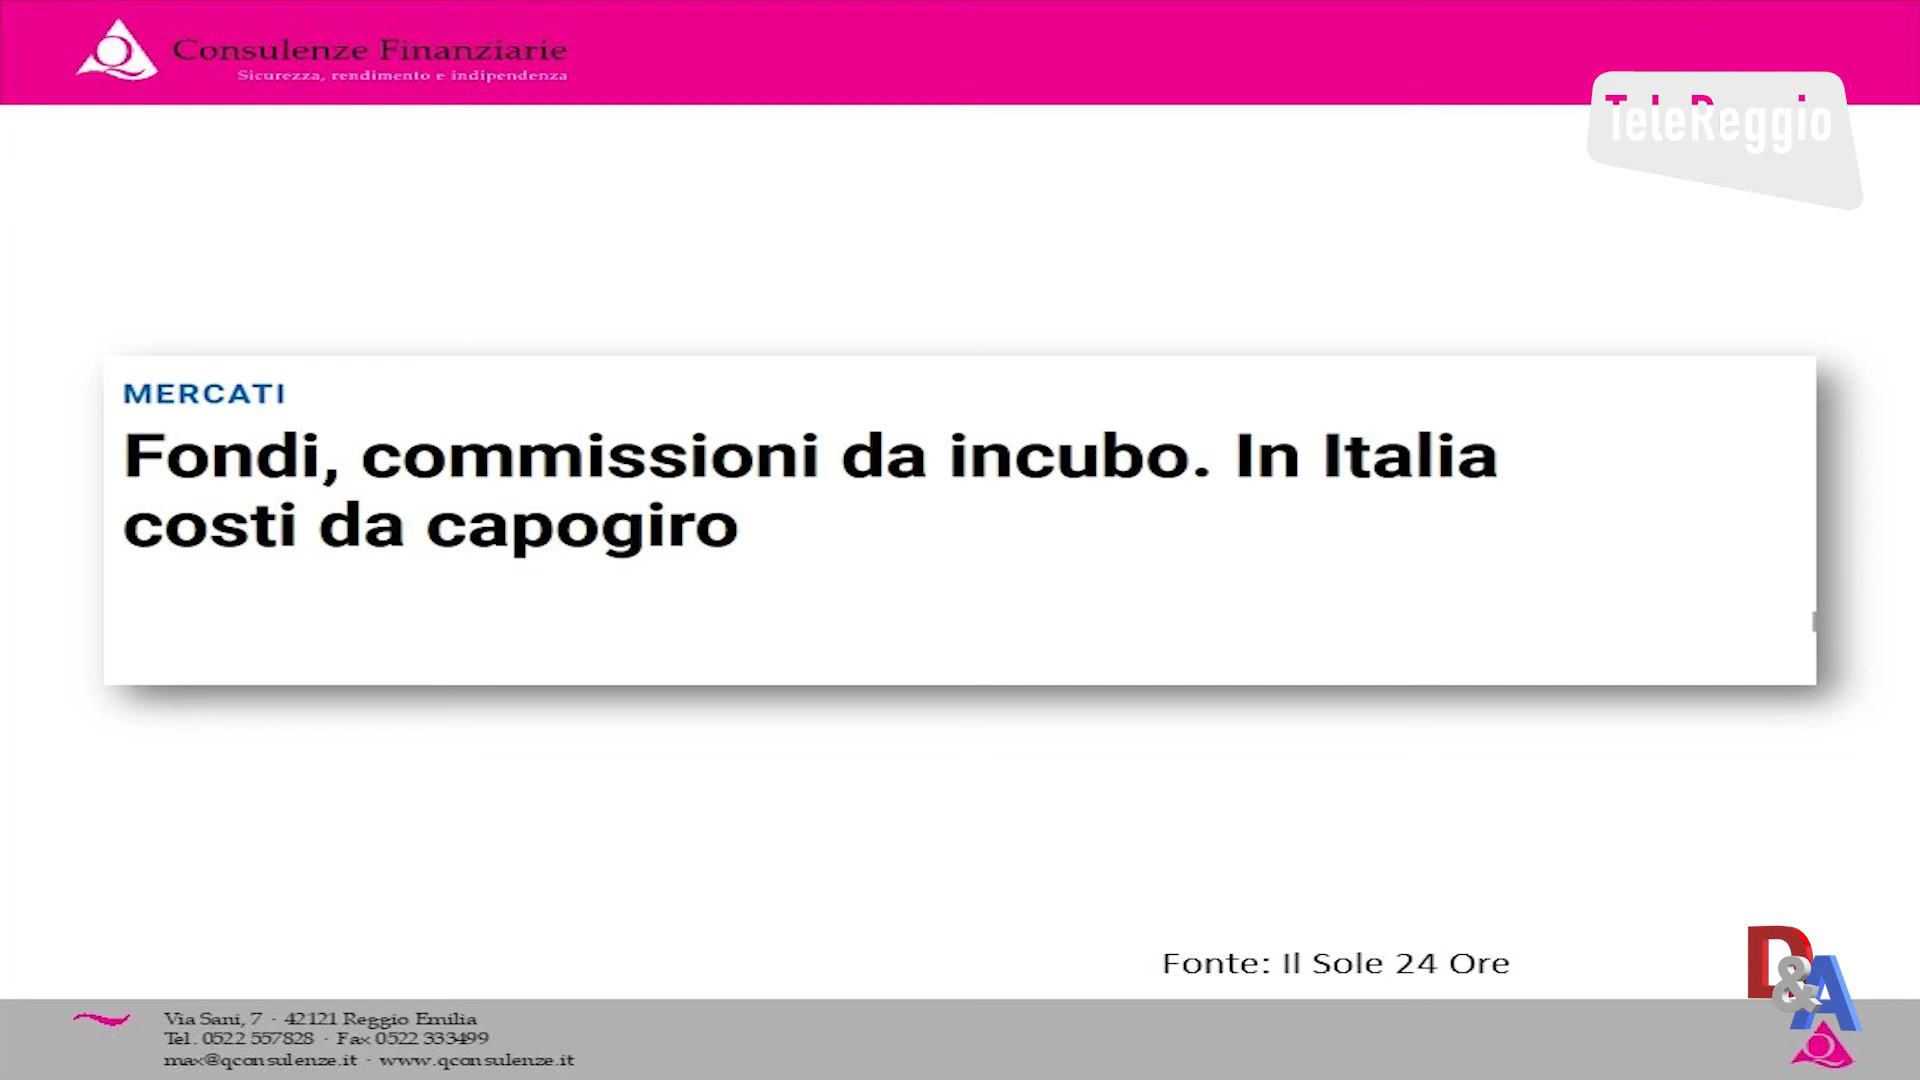 Q Consulenze Finanziarie
Sicurezza, rendimento e indipendenza
TeleReggio
MERCATI
Fondi, commissioni da incubo. In Italia
costi da capogiro
Fonte: Il Sole 24 Ore
D&A
Via Sani, 7 · 42121 Reggio Emilia
Tel. 0522 557828 · Fax 0522 333499
max@qconsulenze.it · www.qconsulenze.it